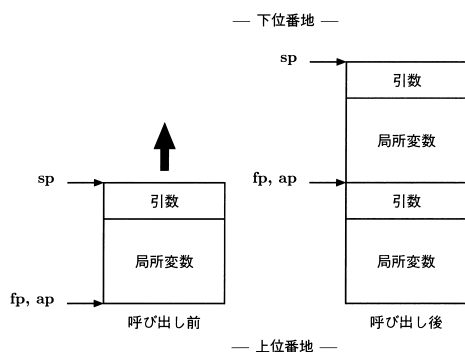 — 下位番地 —
sp
引数
局所変数
sp
fp, ap
引数
引数
局所変数
局所変数
fp, ap
呼び出し前
呼び出し後
— 上位番地 —